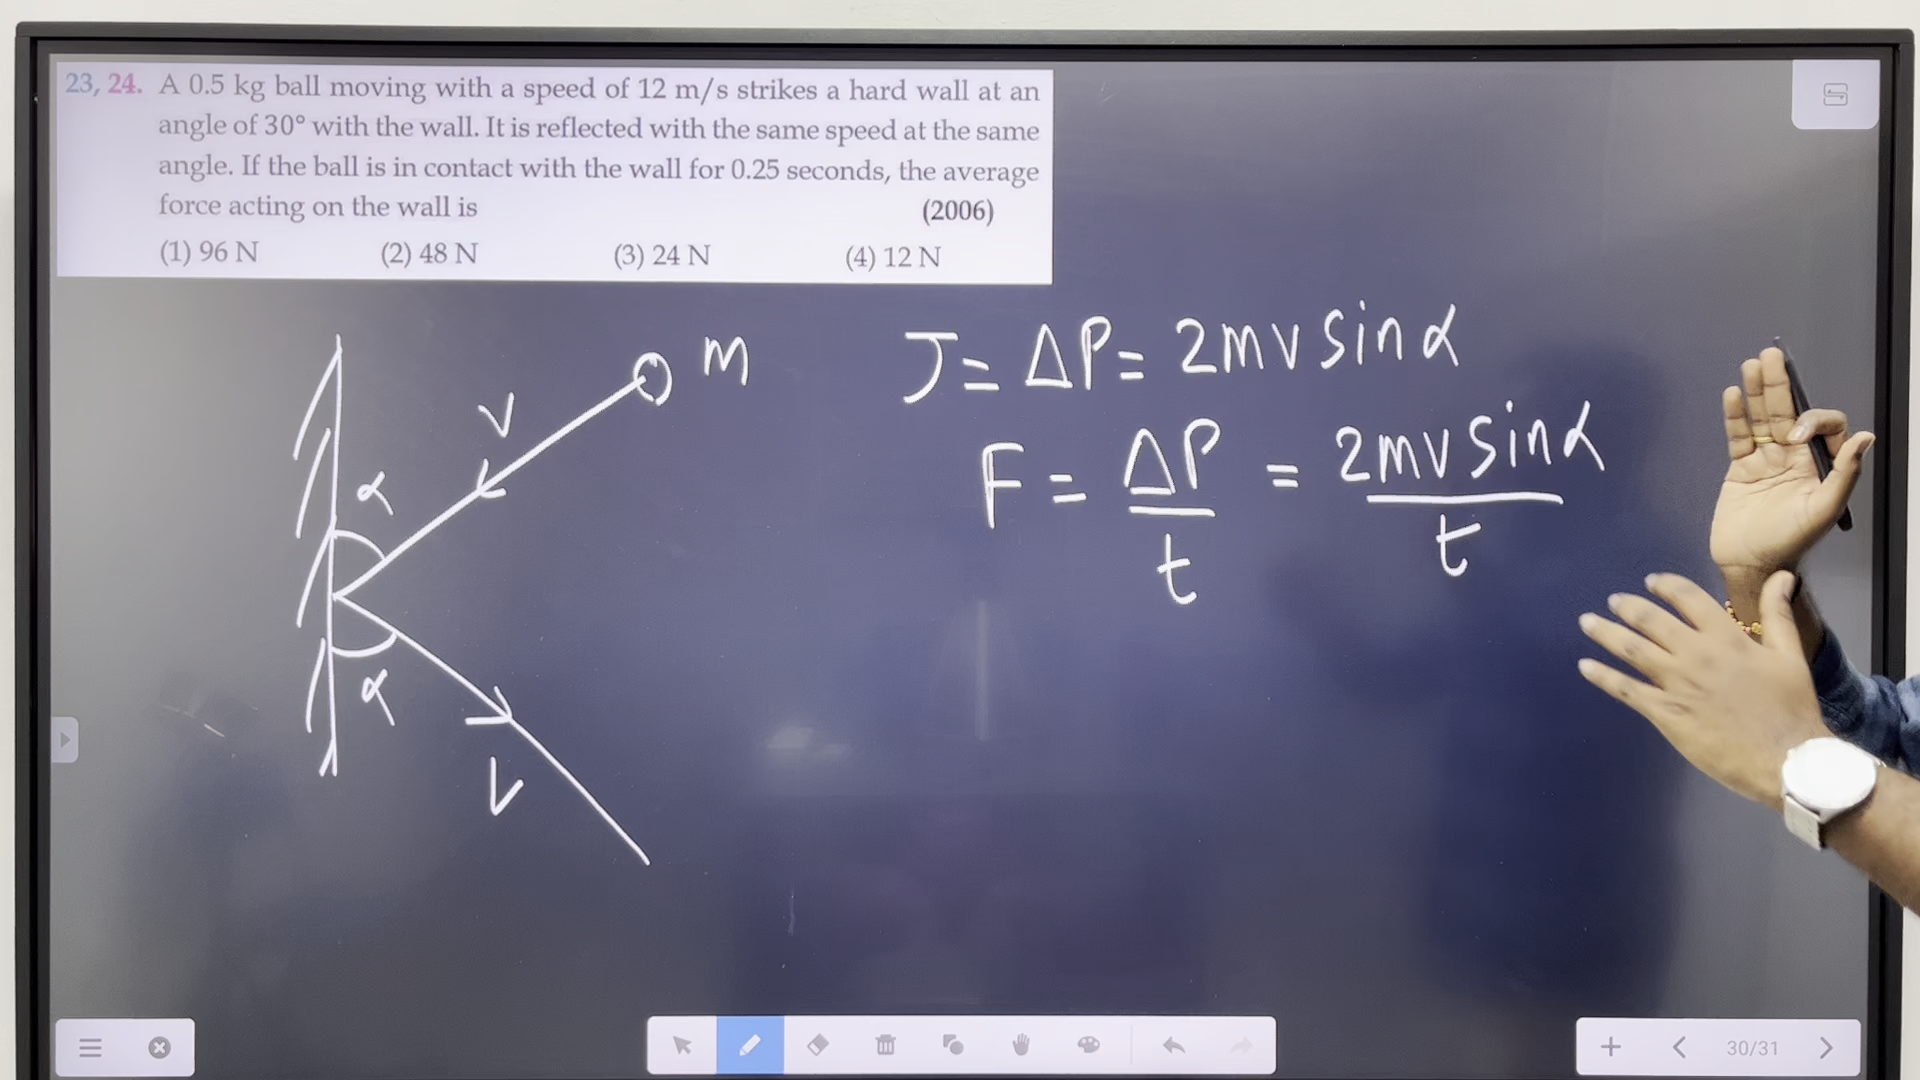 23, 24. A 0.5 kg ball moving with a speed of 12 m/s strikes a hard wall at an
angle of 30° with the wall. It is reflected with the same speed at the same
angle. If the ball is in contact with the wall for 0.25 seconds, the average
force acting on the wall is (2006)
(1) 96 N (2) 48 N (3) 24 N (4) 12 N
m
V
α
α
V
J = ΔP = 2mv sin α
F = ΔP/t = 2mv sin α/t
30/31